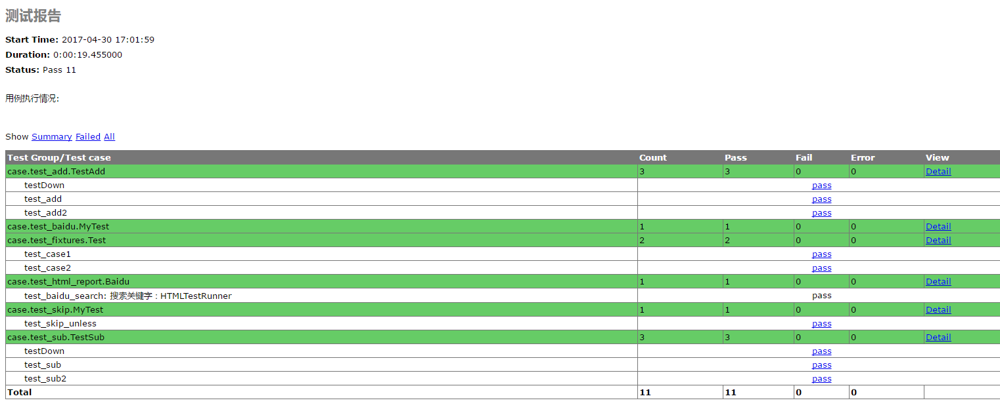 测试报告
Start Time: 2017-04-30 17:01:59
Duration: 0:00:19.455000
Status: Pass 11
用例执行情况:
Show Summary Failed All
Test Group/Test case Count Pass Fail Error View
case.test_add.TestAdd 3 3 0 0 Detail
testDown pass
test_add pass
test_add2 pass
case.test_baidu.MyTest 1 1 0 0 Detail
case.test_fixtures.Test 2 2 0 0 Detail
test_case1 pass
test_case2 pass
case.test_html_report.Baidu 1 1 0 0 Detail
test_baidu_search: 搜索关键字：HTMLTestRunner pass
case.test_skip.MyTest 1 1 0 0 Detail
test_skip_unless pass
case.test_sub.TestSub 3 3 0 0 Detail
testDown pass
test_sub pass
test_sub2 pass
Total 11 11 0 0